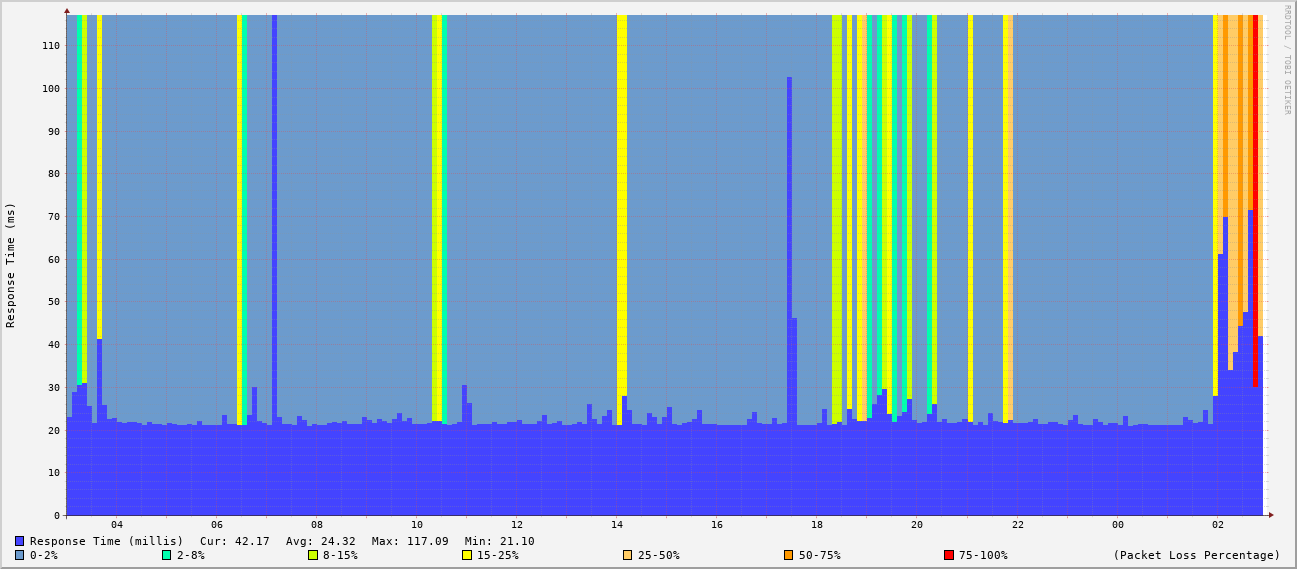 RRDTOOL / TOBI OETIKER
Response Time (ms)
110
100
90
80
70
60
50
40
30
20
10
0
04 06 08 10 12 14 16 18 20 22 00 02
Response Time (millis) Cur: 42.17 Avg: 24.32 Max: 117.09 Min: 21.10
0-2% 2-8% 8-15% 15-25% 25-50% 50-75% 75-100% (Packet Loss Percentage)